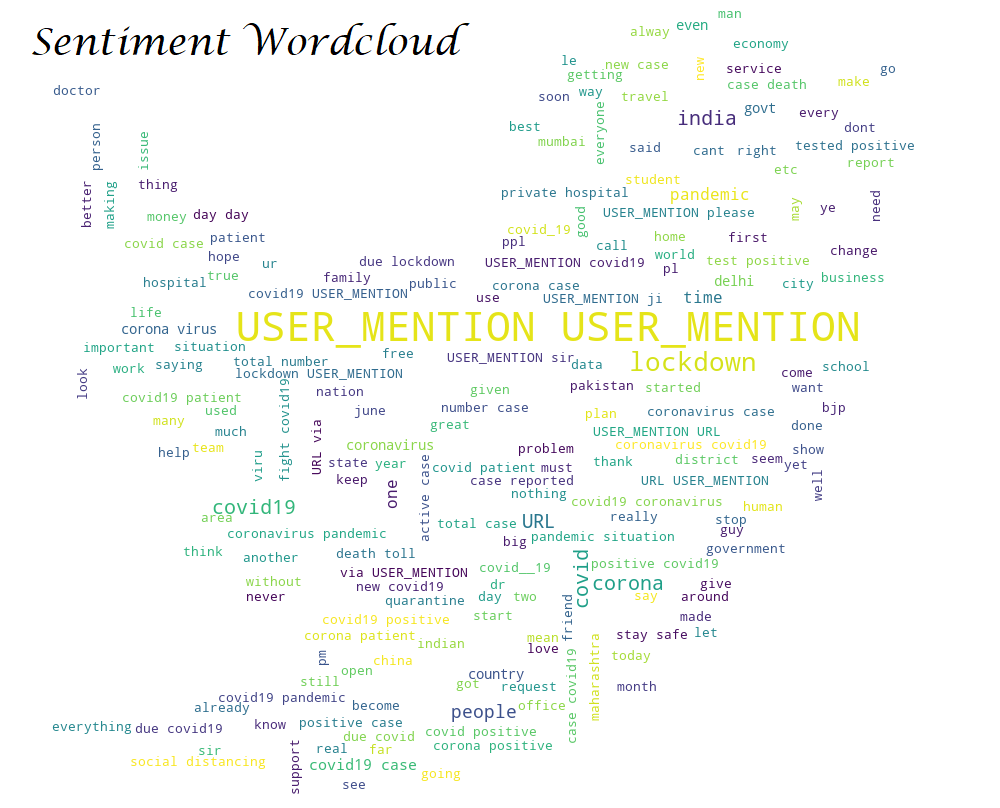 Sentiment Wordcloud
man
alway
even
economy
le
new case
new
service
go
getting
case death
make
doctor
soon
way
travel
india
govt
every
best
everyone
dont
person
issue
mumbai
said
cant
right
tested positive
report
etc
better
making
thing
student
private hospital
pandemic
may
ye
need
money
day day
good
USER_MENTION please
covid case
patient
covid_19
ppl
call
home
first
hope
ur
due lockdown
USER_MENTION covid19
world
pl
test positive
change
hospital
true
family
public
corona case
delhi
city
business
covid19 USER_MENTION
use
USER_MENTION ji
time
life
corona virus
USER_MENTION USER_MENTION
important
situation
free
USER_MENTION sir
data
lockdown
total number
work
saying
lockdown USER_MENTION
come
school
look
nation
given
pakistan
started
want
covid19 patient
used
fight covid19
june
number case
plan
coronavirus case
bjp
many
much
URL via
great
USER_MENTION URL
done
team
help
coronavirus
problem
coronavirus covid19
show
viru
state
year
covid patient
must
thank
district
seem
yet
keep
one
active case
case reported
URL USER_MENTION
well
nothing
covid19
covid19 coronavirus
human
area
total case
URL
really
stop
coronavirus pandemic
big
pandemic situation
guy
think
another
death toll
government
via USER_MENTION
covid__19
covid
positive covid19
without
new covid19
dr
corona
give
never
quarantine
day
two
friend
say
around
covid19 positive
start
made
corona patient
indian
mean
love
maharashtra
stay safe
let
pm
china
case covid19
today
open
country
still
got
request
month
covid19 pandemic
already
become
people
office
everything
due covid19
know
positive case
due covid
covid positive
sir
support
real
far
corona positive
social distancing
covid19 case
going
see